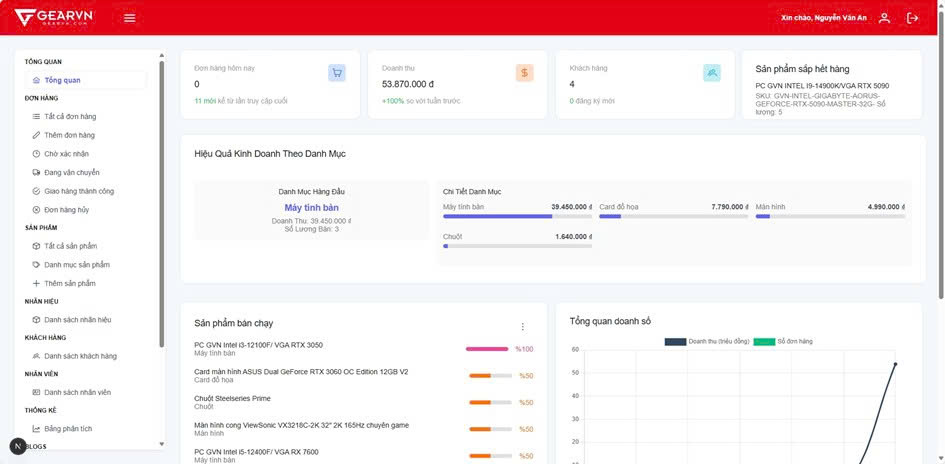 GEARVN
GEARVN.COM
Xin chào, Nguyễn Văn An
TỔNG QUAN
Tổng quan
ĐƠN HÀNG
Tất cả đơn hàng
Thêm đơn hàng
Chờ xác nhận
Đang vận chuyển
Giao hàng thành công
Đơn hàng hủy
SẢN PHẨM
Tất cả sản phẩm
Danh mục sản phẩm
Thêm sản phẩm
NHÃN HIỆU
Danh sách nhãn hiệu
KHÁCH HÀNG
Danh sách khách hàng
NHÂN VIÊN
Danh sách nhân viên
THỐNG KÊ
Bảng phân tích
BLOGS
N
Đơn hàng hôm nay
0
11 mới kể từ lần truy cập cuối
Doanh thu
53.870.000 đ
+100% so với tuần trước
Khách hàng
4
0 đăng ký mới
Sản phẩm sắp hết hàng
PC GVN INTEL I9-14900K/VGA RTX 5090
SKU: GVN-INTEL-GIGABYTE-AORUS-
GEFORCE-RTX-5090-MASTER-32G- Số
lượng: 5
Hiệu Quả Kinh Doanh Theo Danh Mục
Danh Mục Hàng Đầu
Máy tính bàn
Doanh Thu: 39.450.000 ₫
Số Lượng Bán: 3
Chi Tiết Danh Mục
Máy tính bàn 39.450.000 ₫
Card đồ họa 7.790.000 ₫
Màn hình 4.990.000 ₫
Chuột 1.640.000 ₫
Sản phẩm bán chạy
PC GVN Intel i3-12100F/ VGA RTX 3050
Máy tính bàn
%100
Card màn hình ASUS Dual GeForce RTX 3060 OC Edition 12GB V2
Card đồ họa
%50
Chuột Steelseries Prime
Chuột
%50
Màn hình cong ViewSonic VX3218C-2K 32" 2K 165Hz chuyên game
Màn hình
%50
PC GVN Intel i5-12400F/ VGA RX 7600
Máy tính bàn
%50
Tổng quan doanh số
Doanh thu (triệu đồng) Số đơn hàng
60
50
40
30
20